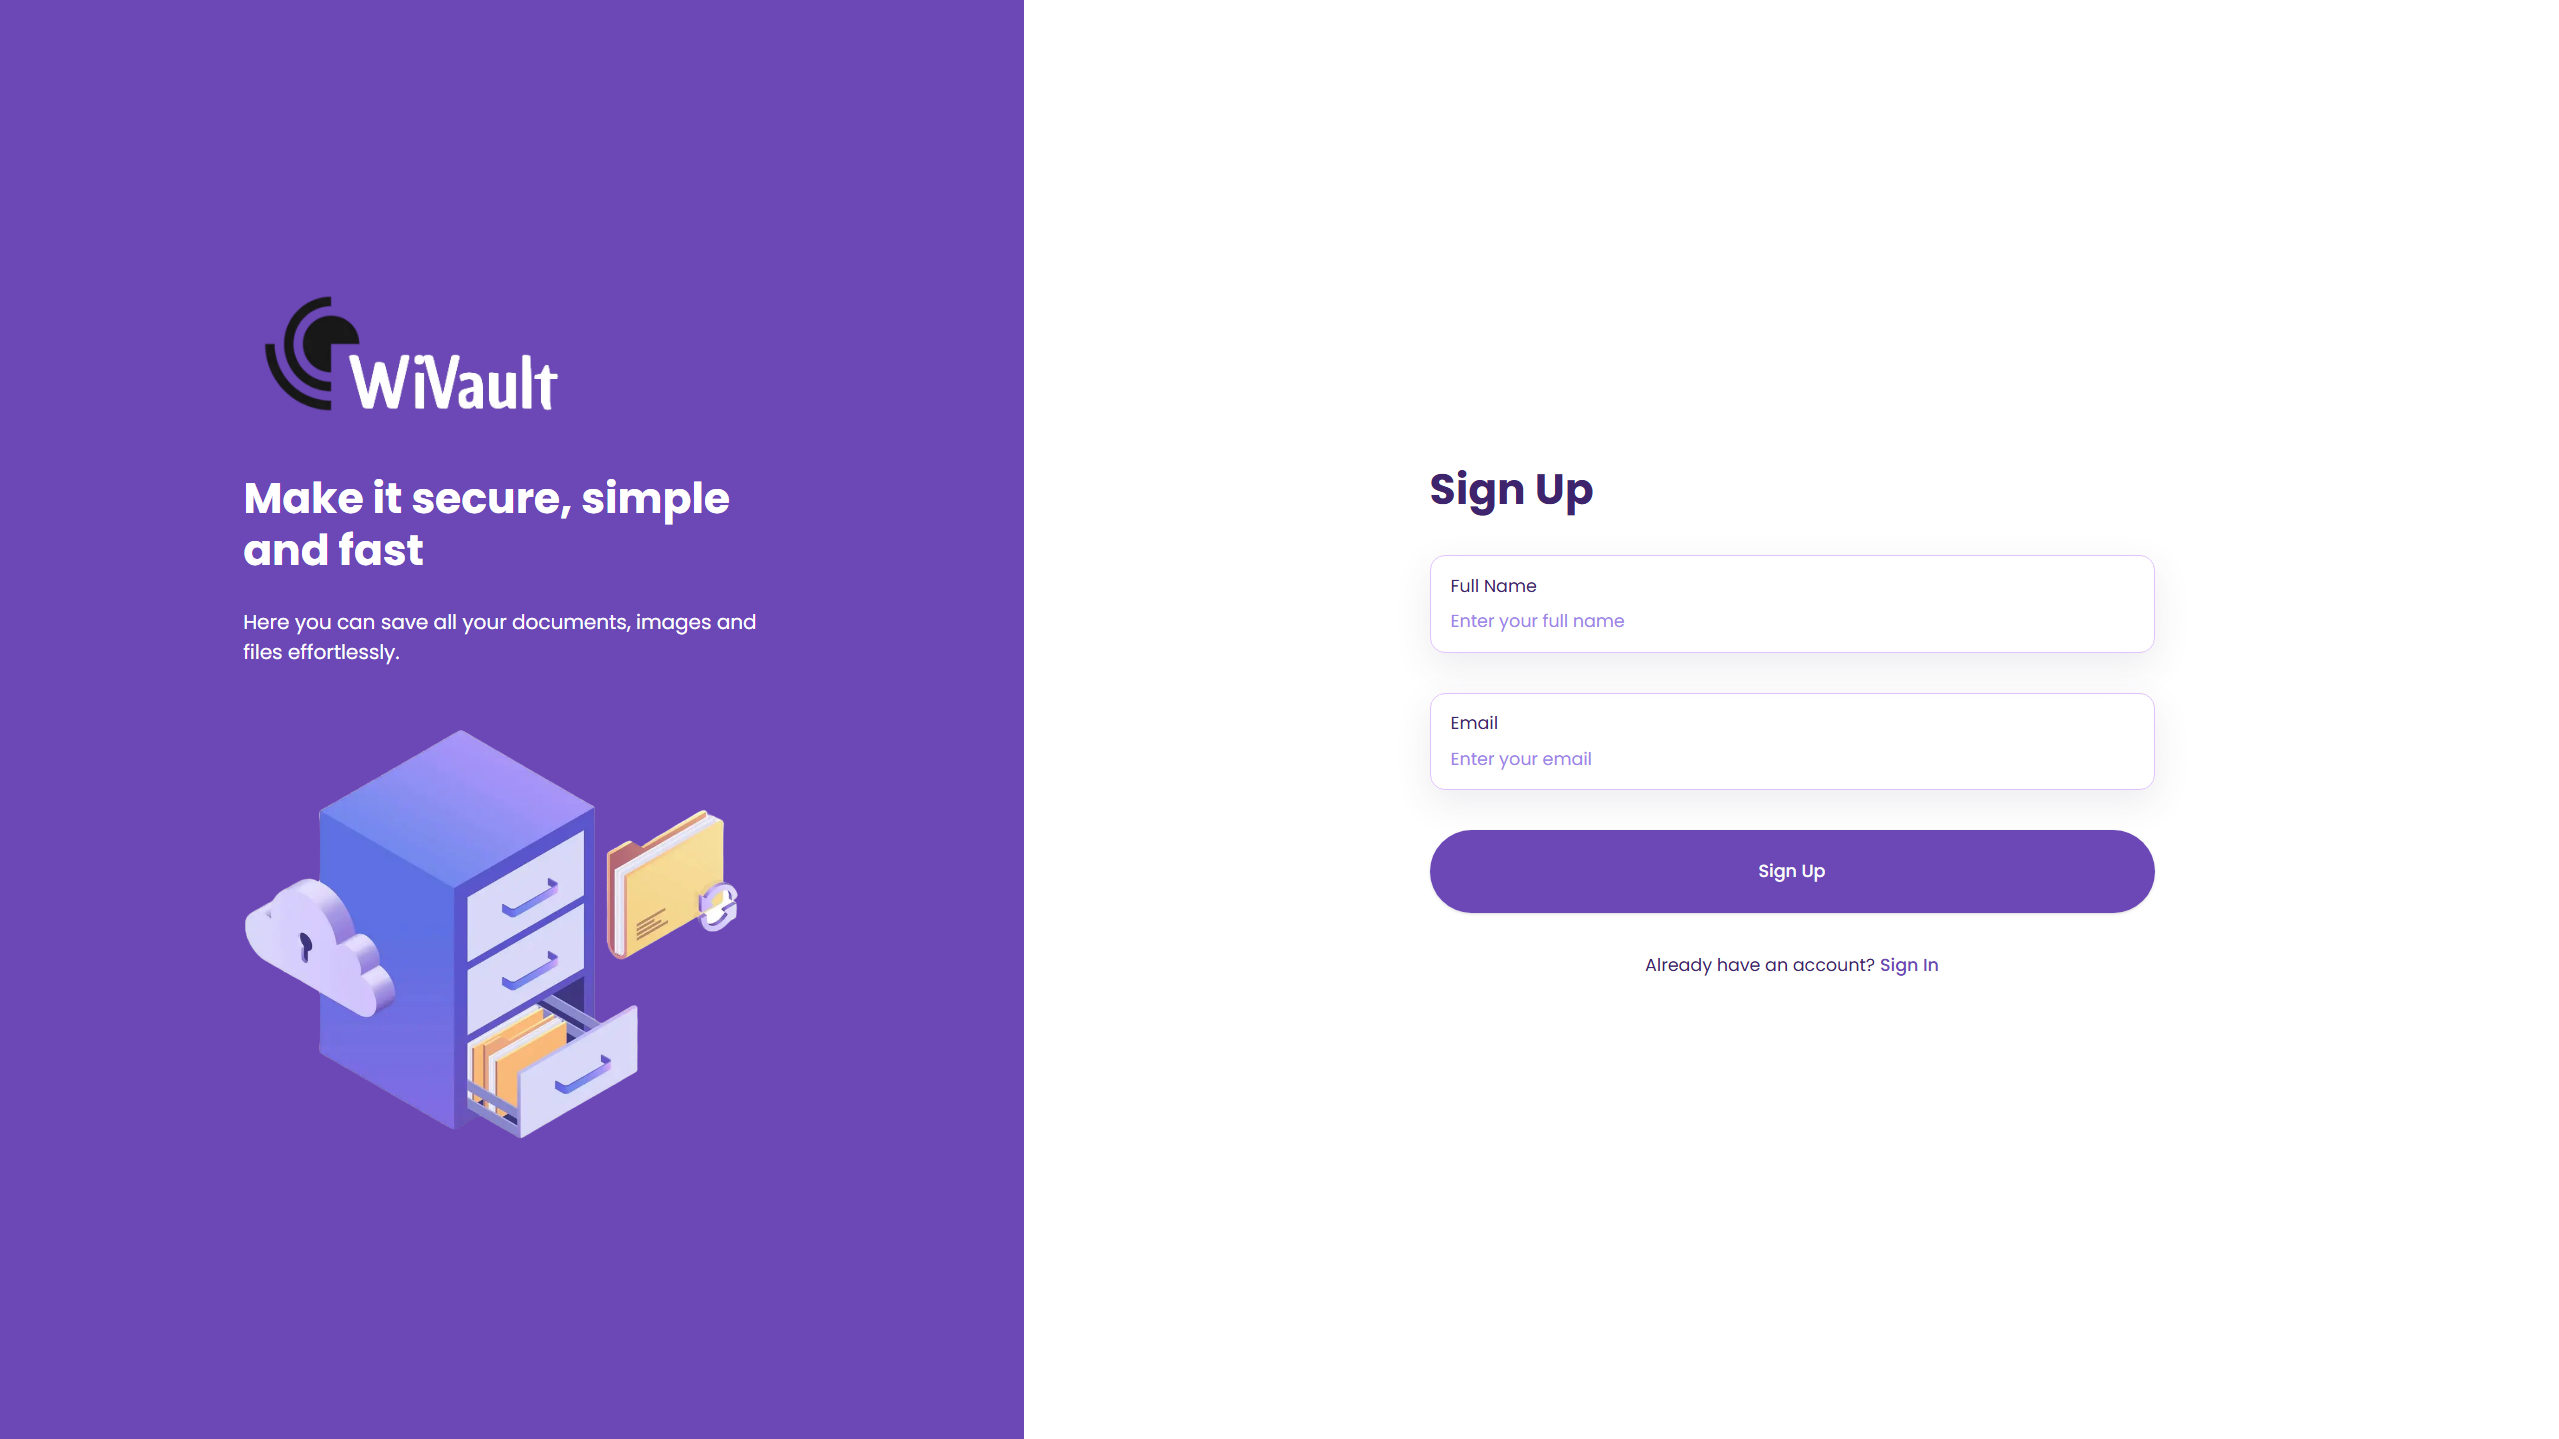 WiVault
Make it secure, simple
and fast
Here you can save all your documents, images and
files effortlessly.
Sign Up
Full Name
Enter your full name
Email
Enter your email
Sign Up
Already have an account? Sign In